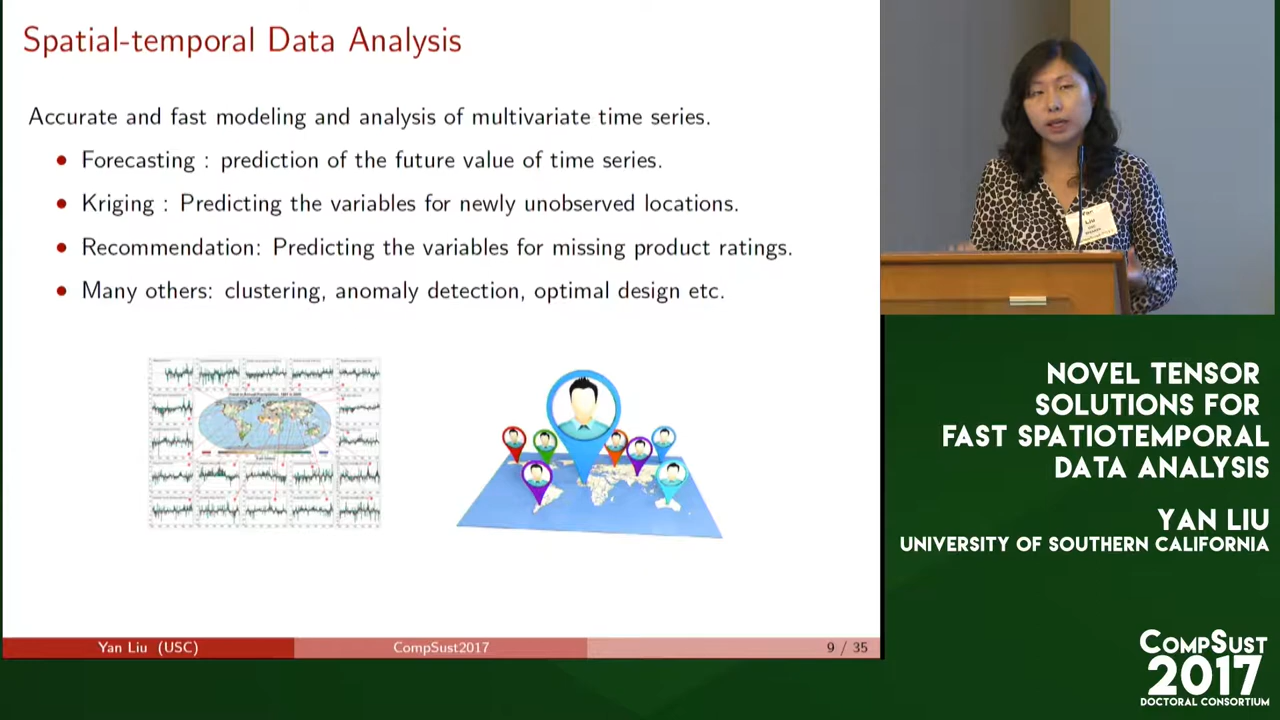 Spatial-temporal Data Analysis
Accurate and fast modeling and analysis of multivariate time series.
• Forecasting : prediction of the future value of time series.
• Kriging : Predicting the variables for newly unobserved locations.
• Recommendation: Predicting the variables for missing product ratings.
• Many others: clustering, anomaly detection, optimal design etc.
Yan Liu (USC)
CompSust2017
9 / 35
Liu
NOVEL TENSOR
SOLUTIONS FOR
FAST SPATIOTEMPORAL
DATA ANALYSIS
YAN LIU
UNIVERSITY OF SOUTHERN CALIFORNIA
COMPSUST
2017
DOCTORAL CONSORTIUM